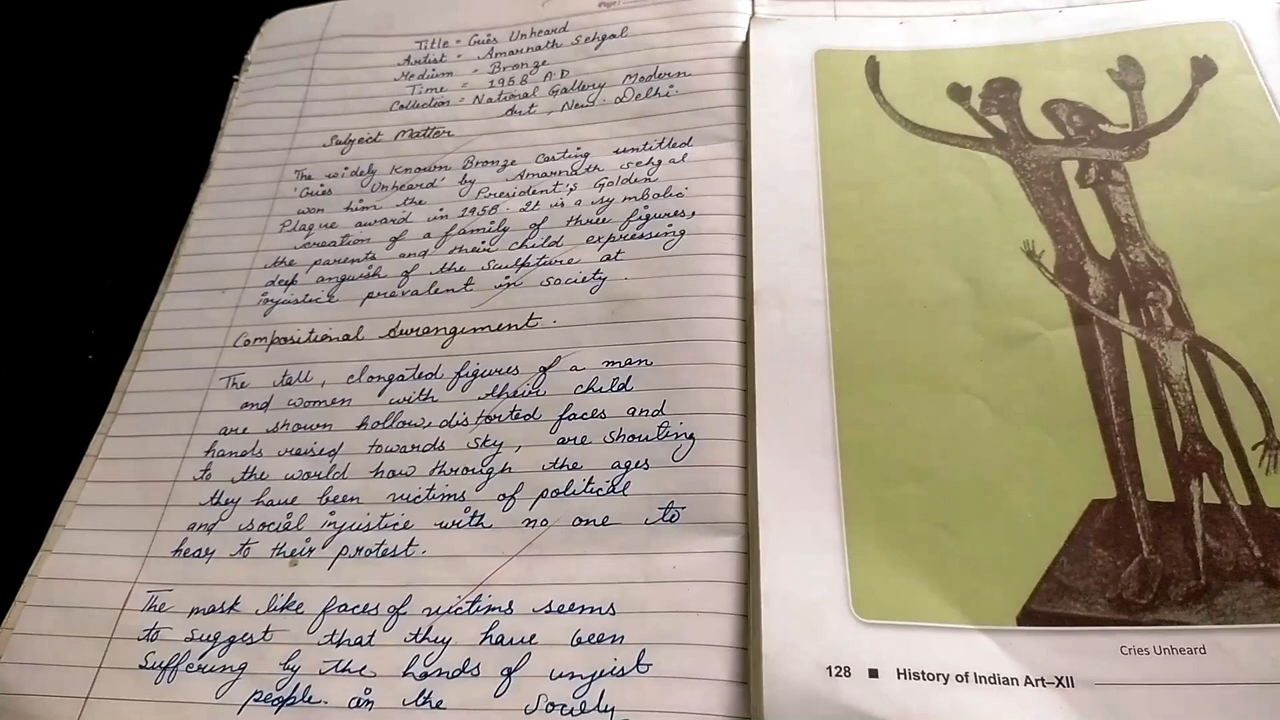 Page:
Title = Cries Unheard
Artist = Amarnath Sehgal
Medium = Bronze
Time = 1958 A.D
Collection = National Gallery Modern
Art, New. Delhi.
Subject Matter
The widely Known Bronze Casting untitled
'Cries Unheard' by Amarnath Sehgal
won him the President's Golden
Plaque award in 1958. It is a symbolic
creation of a family of three figures,
the parents and their child expressing
deep anguish of the sculpture at
injustice prevalent in society.
Compositional Arrangement.
The tall, elongated figures of a man
and women with their child
are shown hollow, distorted faces and
hands raised towards sky, are shouting
to the world how through the ages
they have been victims of political
and social injustice with no one to
hear to their protest.
The mask like faces of victims seems
to suggest that they have been
Suffering by the hands of unjust
people. in the Society
Cries Unheard
128 ■ History of Indian Art–XII